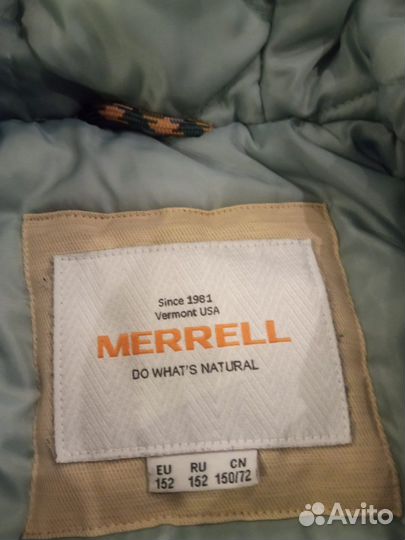 Since 1981
Vermont USA
MERRELL
DO WHAT'S NATURAL
EU RU CN
152 152 150/72
Avito